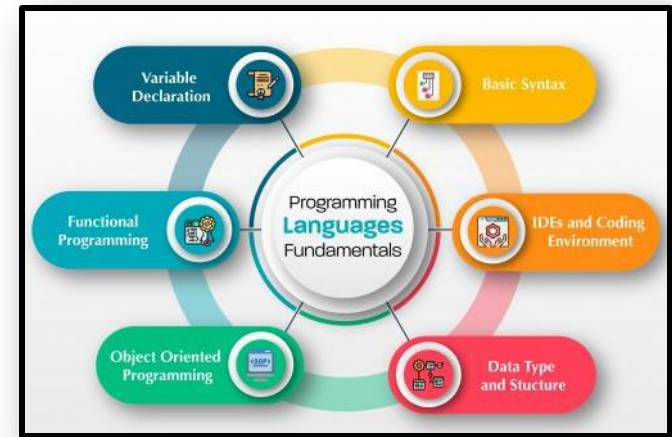 Variable
Declaration
Basic Syntax
Functional
Programming
Programming
Languages
Fundamentals
IDEs and Coding
Environment
Object Oriented
Programming
<OOP>
Data Type
and Stucture